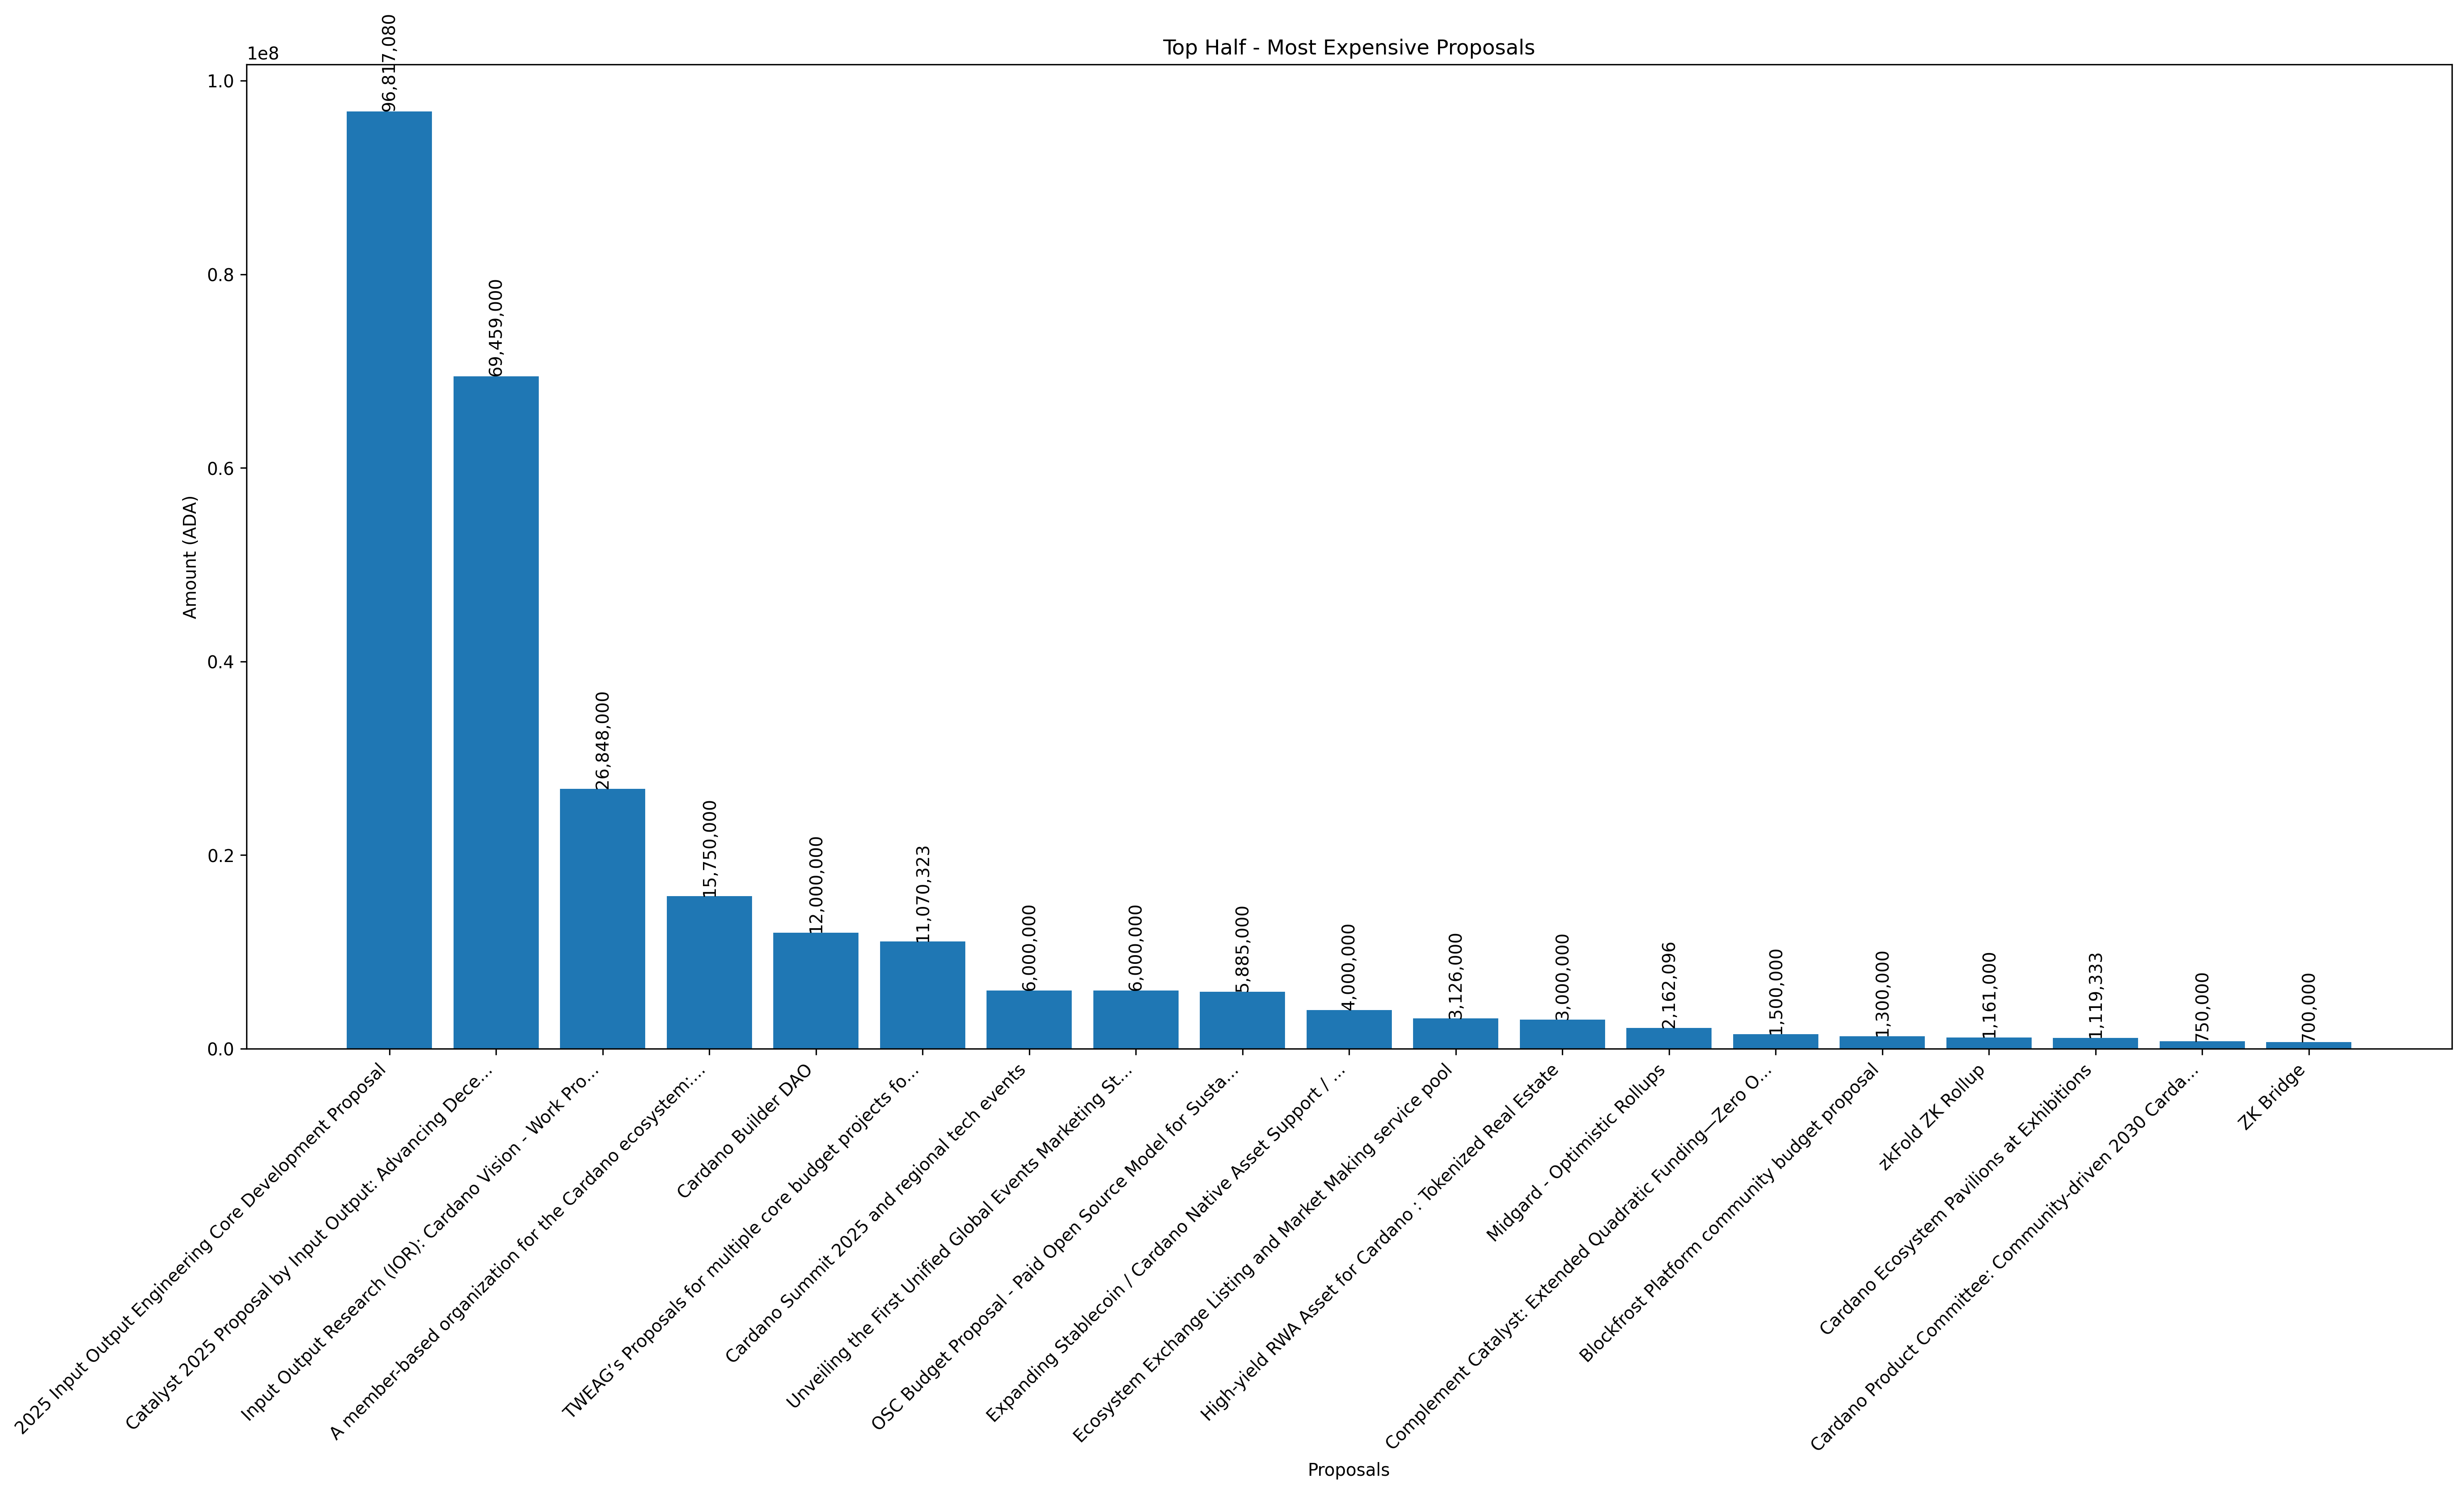 Top Half - Most Expensive Proposals
1e8
1.0
0.8
0.6
0.4
0.2
0.0
Amount (ADA)
96,817,080
69,459,000
26,848,000
15,750,000
12,000,000
11,070,323
6,000,000
6,000,000
5,885,000
4,000,000
3,126,000
3,000,000
2,162,096
1,500,000
1,300,000
1,161,000
1,119,333
750,000
700,000
2025 Input Output Engineering Core Development Proposal
Catalyst 2025 Proposal by Input Output: Advancing Dece...
Input Output Research (IOR): Cardano Vision - Work Pro...
A member-based organization for the Cardano ecosystem:...
Cardano Builder DAO
TWEAG’s Proposals for multiple core budget projects fo...
Cardano Summit 2025 and regional tech events
Unveiling the First Unified Global Events Marketing St...
OSC Budget Proposal - Paid Open Source Model for Susta...
Expanding Stablecoin / Cardano Native Asset Support / ...
Ecosystem Exchange Listing and Market Making service pool
High-yield RWA Asset for Cardano : Tokenized Real Estate
Midgard - Optimistic Rollups
Complement Catalyst: Extended Quadratic Funding—Zero O...
Blockfrost Platform community budget proposal
zkFold ZK Rollup
Cardano Ecosystem Pavilions at Exhibitions
Cardano Product Committee: Community-driven 2030 Carda...
ZK Bridge
Proposals